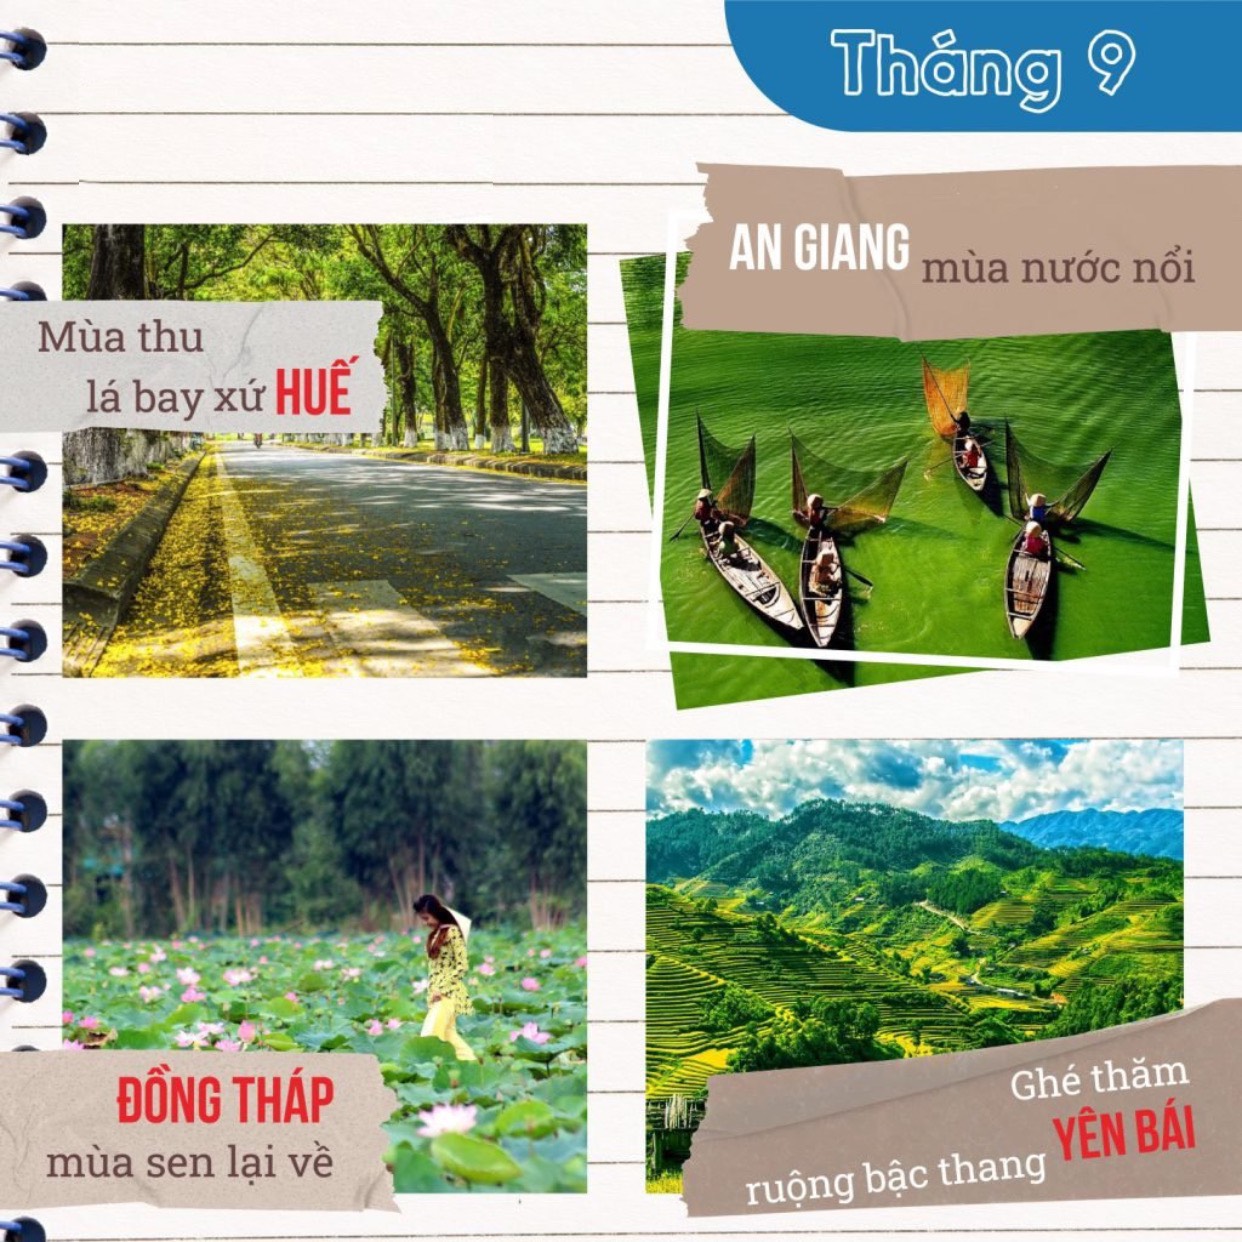 Tháng 9
Mùa thu
lá bay xứ HUẾ
AN GIANG mùa nước nổi
ĐỒNG THÁP
mùa sen lại về
Ghé thăm
ruộng bậc thang YÊN BÁI